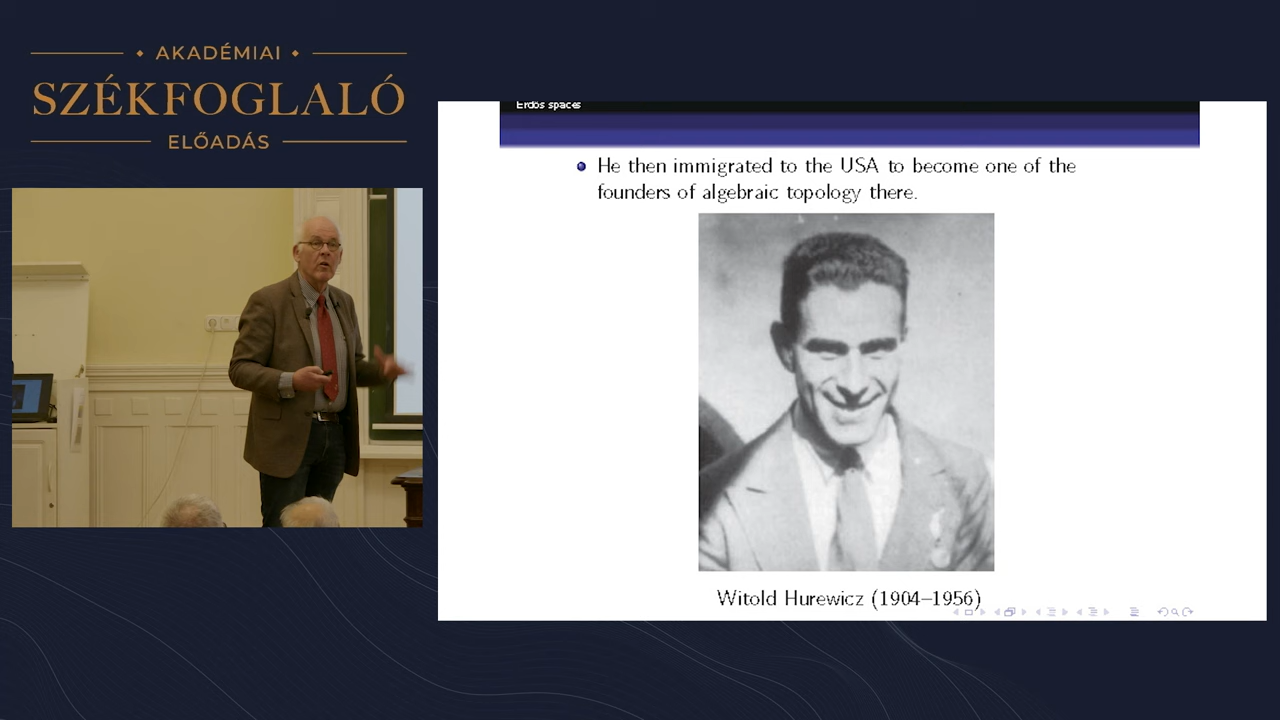 AKADÉMIAI
SZÉKFOGLALÓ
ELŐADÁS
Erdős spaces
He then immigrated to the USA to become one of the
founders of algebraic topology there.
Witold Hurewicz (1904–1956)